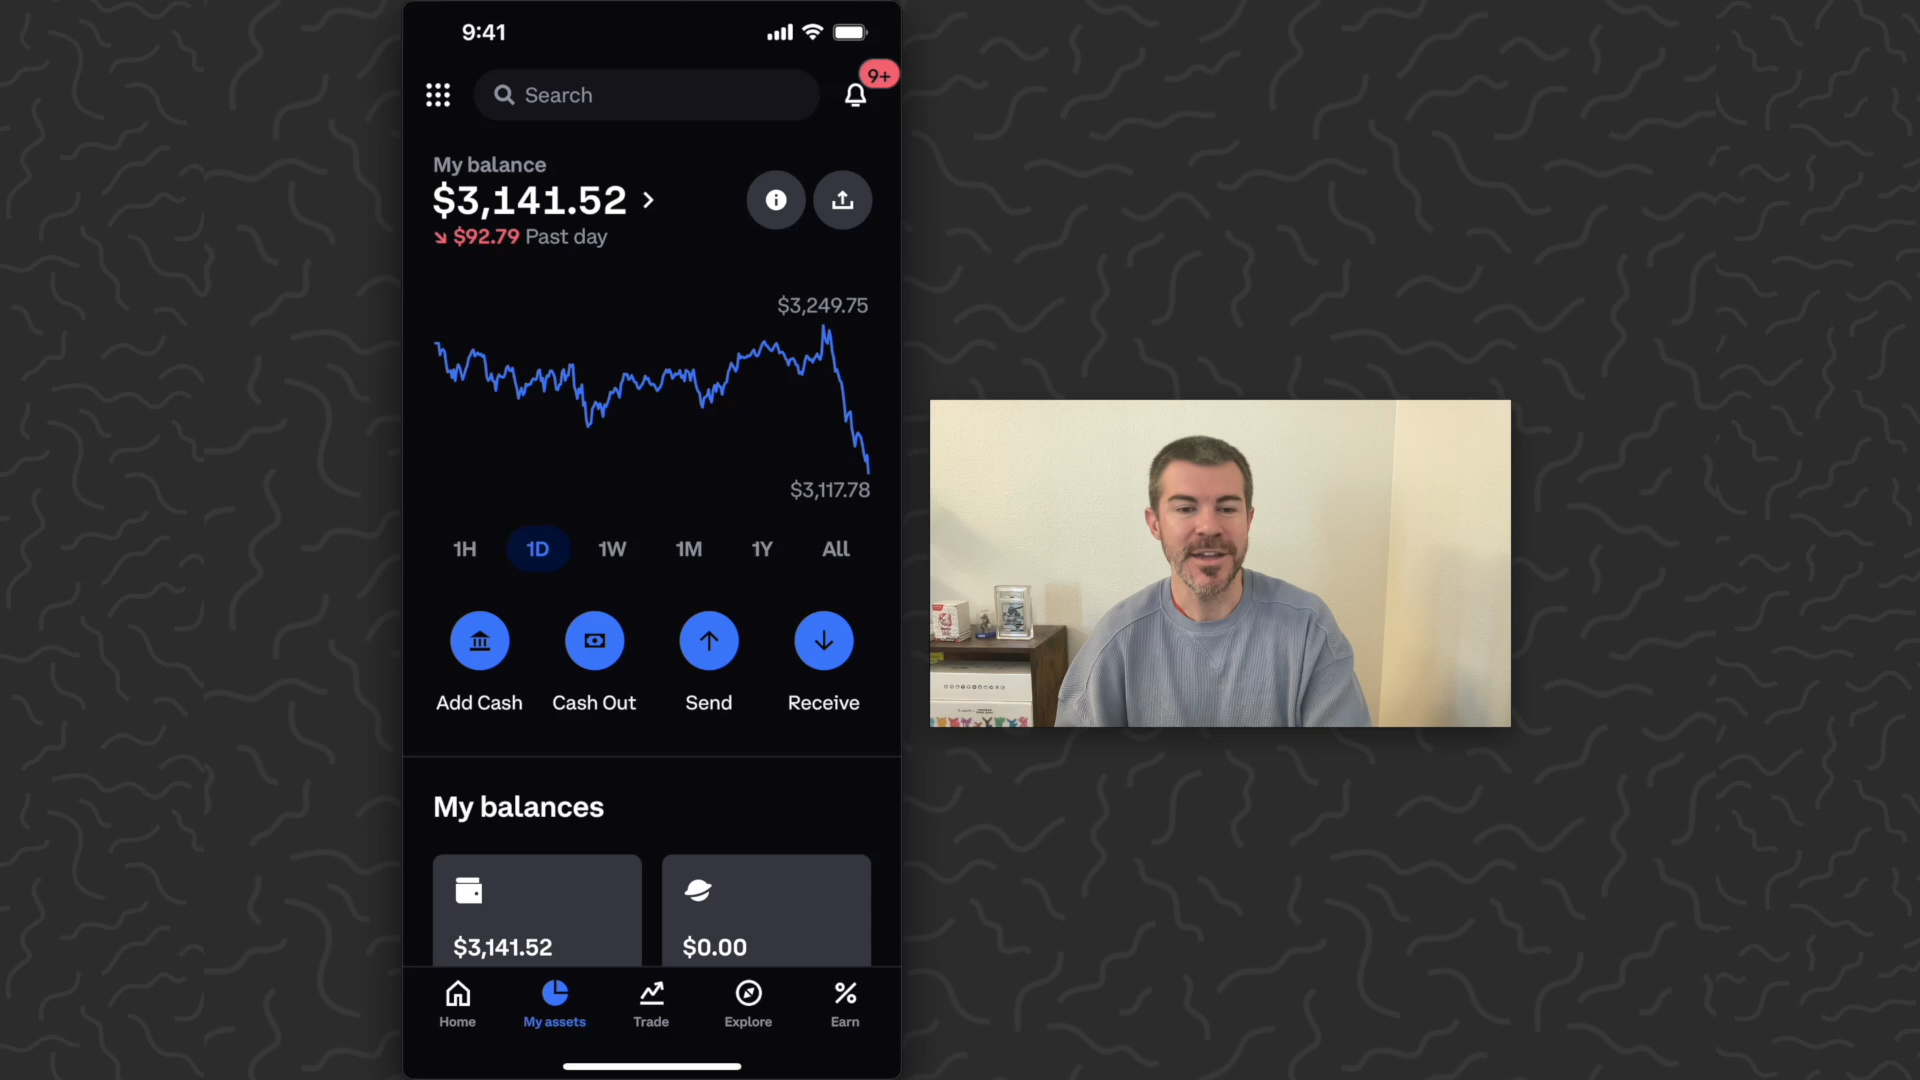 9:41
9+
Search
My balance
$3,141.52
$92.79 Past day
$3,249.75
$3,117.78
1H 1D 1W 1M 1Y All
Add Cash Cash Out Send Receive
My balances
$3,141.52 $0.00
Home My assets Trade Explore Earn